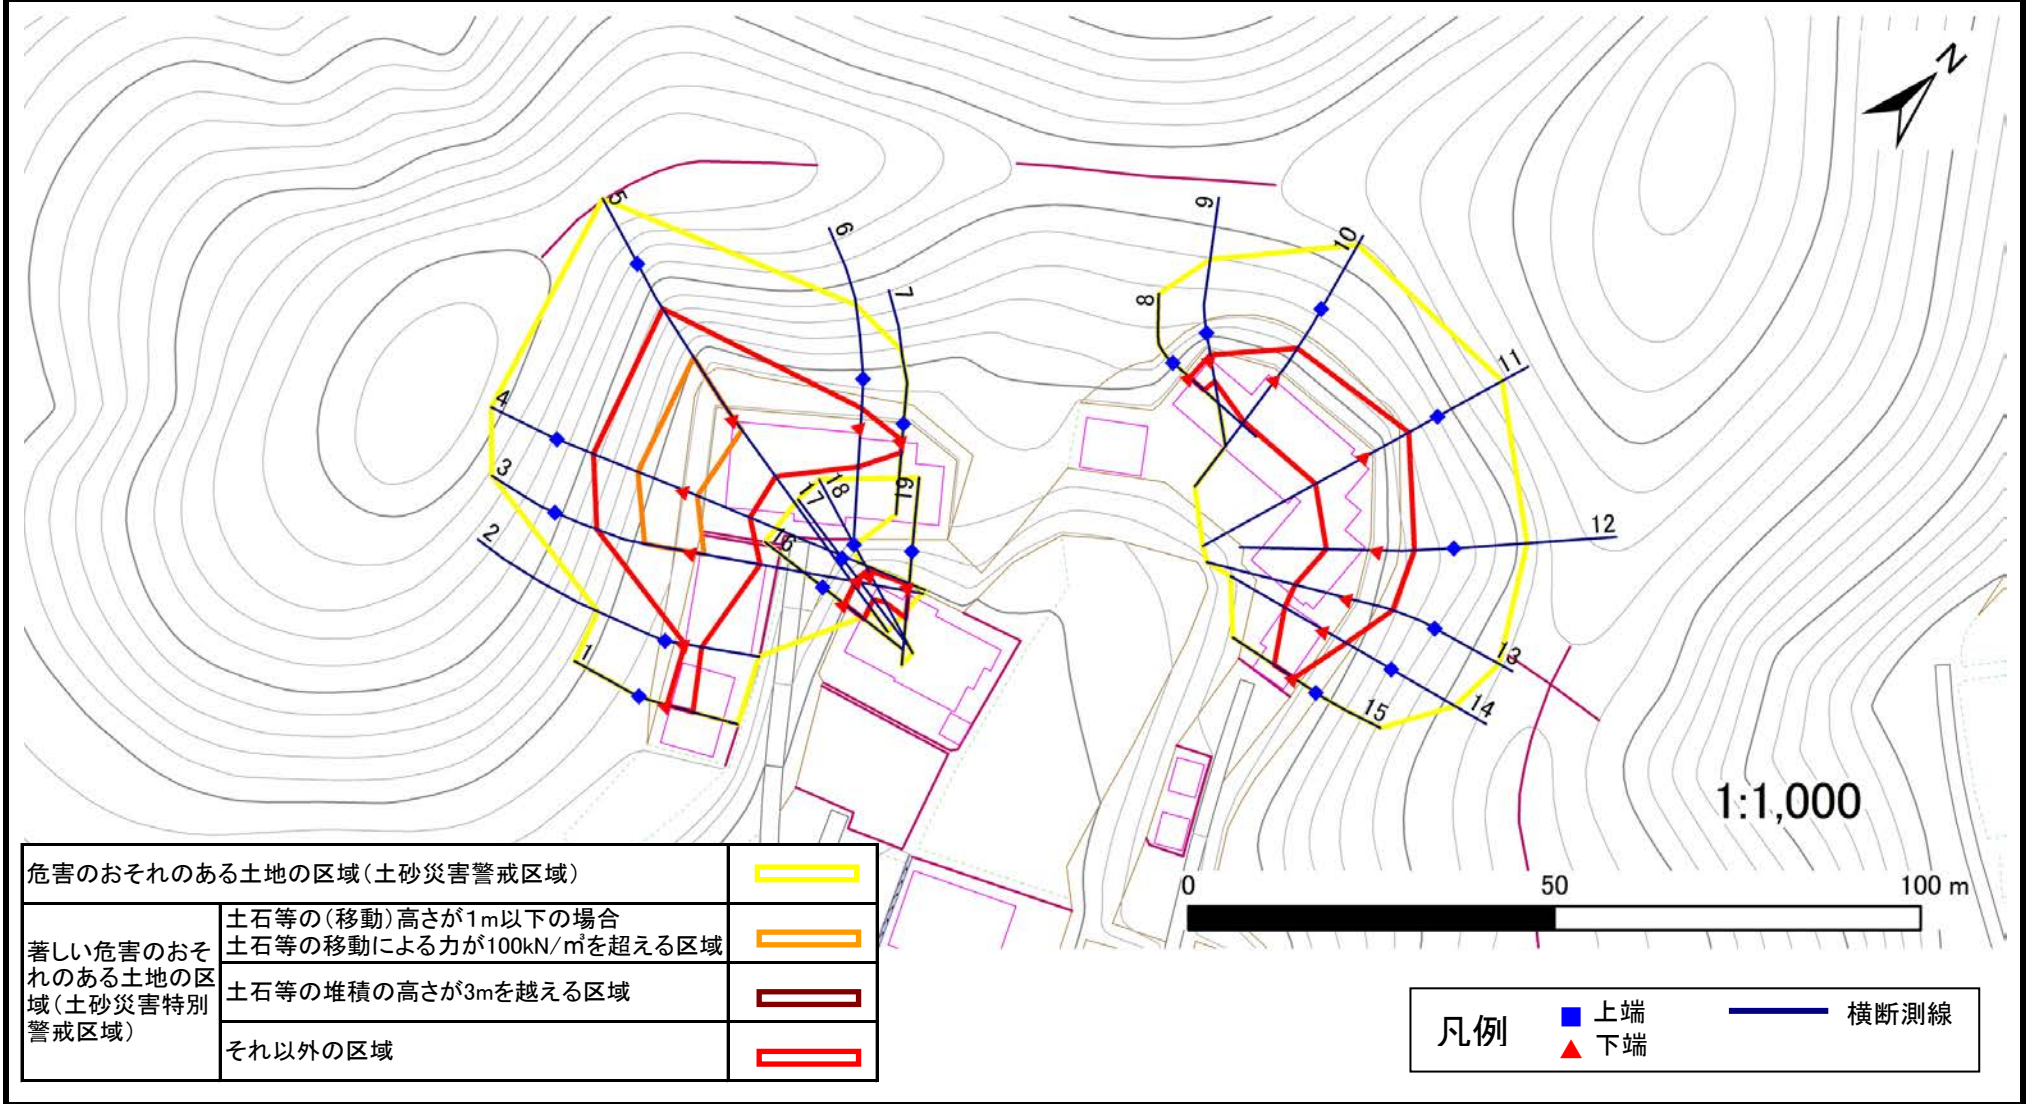 N
5
6
7
9
10
8
11
4
3
2
17
18
19
16
12
1
13
14
15
1:1,000
0 50 100 m
危害のおそれのある土地の区域(土砂災害警戒区域)
著しい危害のおそ
れのある土地の区
域(土砂災害特別
警戒区域)
土石等の(移動)高さが1m以下の場合
土石等の移動による力が100kN/㎡を超える区域
土石等の堆積の高さが3mを越える区域
それ以外の区域
凡例
上端
下端
横断測線